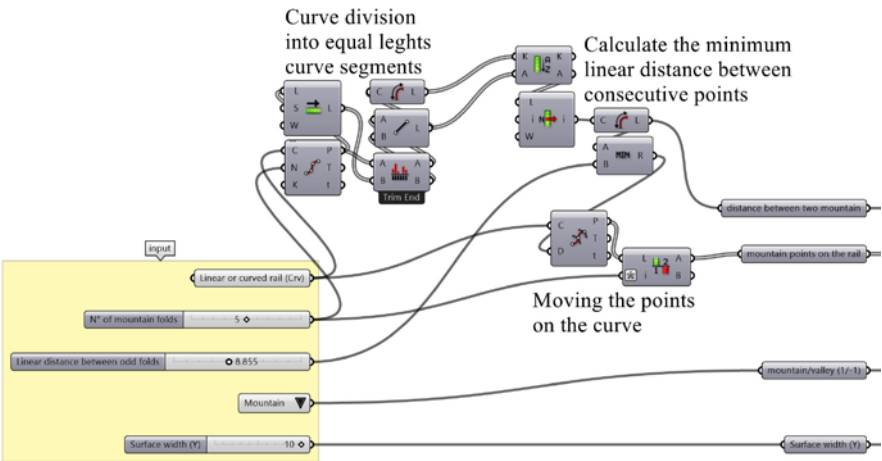 Curve division
into equal leghts
curve segments
Calculate the minimum
linear distance between
consecutive points
L
S
W
L
C
N
K
P
T
t
C
L
A
B
L
A
B
A
B
Trim End
K
A
K
A
L
i
W
N
i
C
L
A
B
MIN
R
distance between two mountain
C
D
P
T
t
L
i
A
B
mountain points on the rail
Moving the points
on the curve
input
Linear or curved rail (Crv)
N° of mountain folds
5
Linear distance between odd folds
8.855
Mountain
mountain/valley (1/-1)
Surface width (Y)
10
Surface width (Y)